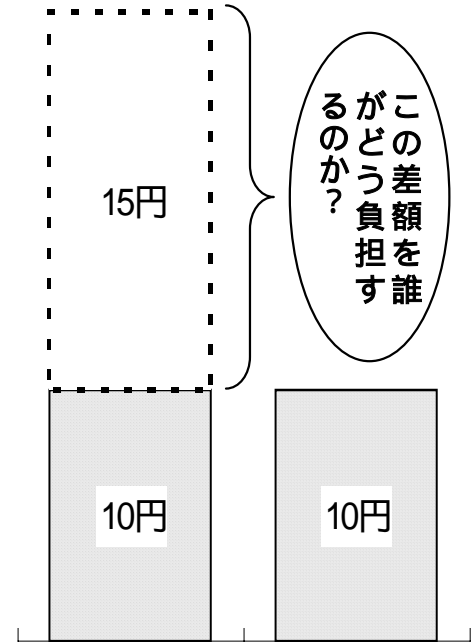 15円
この差額を誰
がどう負担す
るのか？
10円
10円